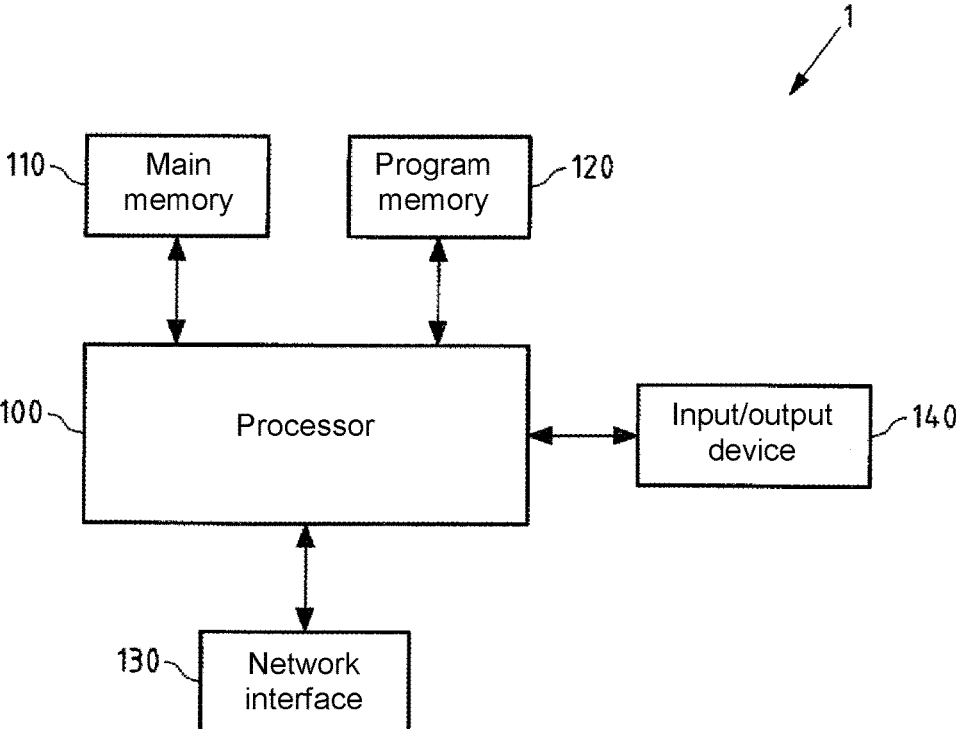 1
110
Main
memory
Program
memory
120
100
Processor
Input/output
device
140
130
Network
interface